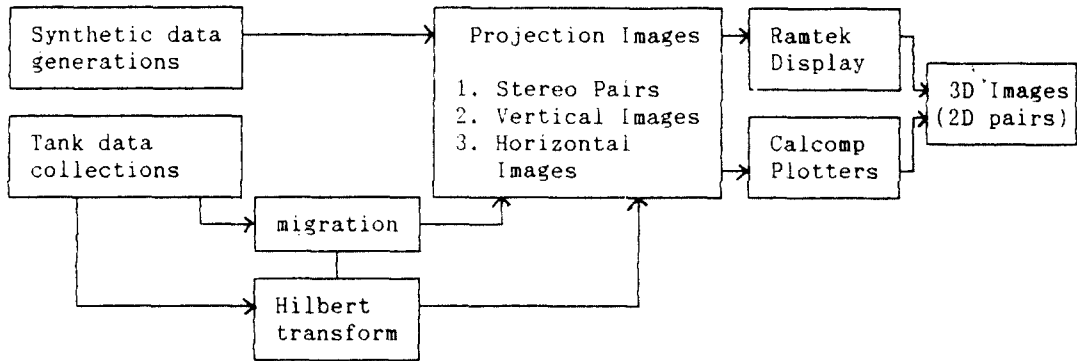 Synthetic data
generations
Tank data
collections
migration
Hilbert
transform
Projection Images
1. Stereo Pairs
2. Vertical Images
3. Horizontal
Images
Ramtek
Display
Calcomp
Plotters
3D Images
(2D pairs)